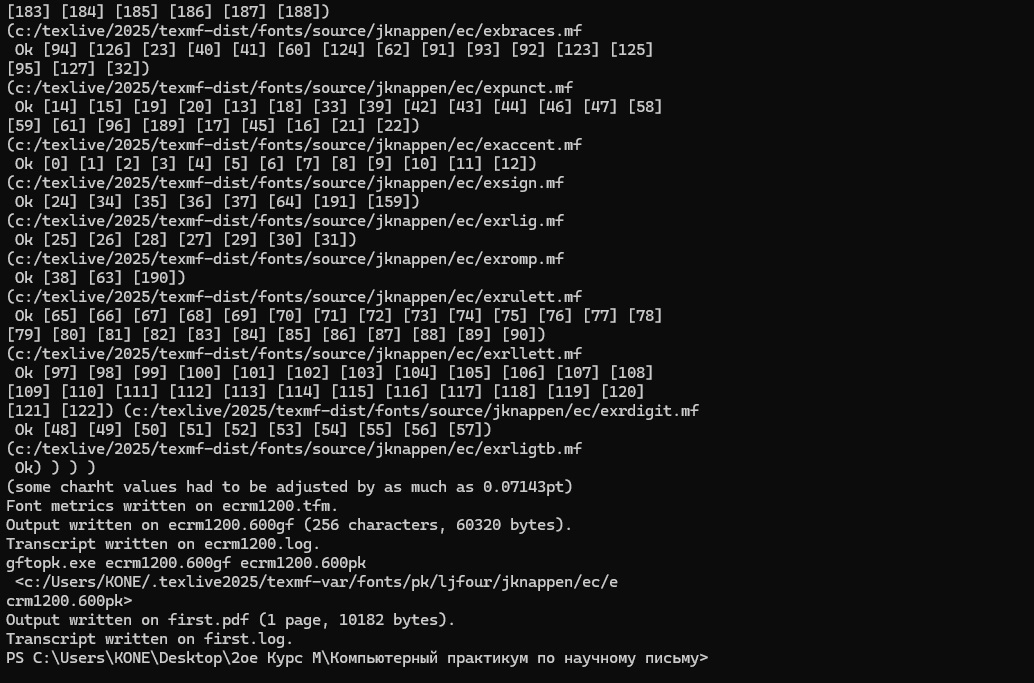 [183] [184] [185] [186] [187] [188])
(c:/texlive/2025/texmf-dist/fonts/source/jknappen/ec/exbraces.mf
 Ok [94] [126] [23] [40] [41] [60] [124] [62] [91] [93] [92] [123] [125]
[95] [127] [32])
(c:/texlive/2025/texmf-dist/fonts/source/jknappen/ec/expunct.mf
 Ok [14] [15] [19] [20] [13] [18] [33] [39] [42] [43] [44] [46] [47] [58]
[59] [61] [96] [189] [17] [45] [16] [21] [22])
(c:/texlive/2025/texmf-dist/fonts/source/jknappen/ec/exaccent.mf
 Ok [0] [1] [2] [3] [4] [5] [6] [7] [8] [9] [10] [11] [12])
(c:/texlive/2025/texmf-dist/fonts/source/jknappen/ec/exsign.mf
 Ok [24] [34] [35] [36] [37] [64] [191] [159])
(c:/texlive/2025/texmf-dist/fonts/source/jknappen/ec/exrlig.mf
 Ok [25] [26] [28] [27] [29] [30] [31])
(c:/texlive/2025/texmf-dist/fonts/source/jknappen/ec/exromp.mf
 Ok [38] [63] [190])
(c:/texlive/2025/texmf-dist/fonts/source/jknappen/ec/exrulett.mf
 Ok [65] [66] [67] [68] [69] [70] [71] [72] [73] [74] [75] [76] [77] [78]
[79] [80] [81] [82] [83] [84] [85] [86] [87] [88] [89] [90])
(c:/texlive/2025/texmf-dist/fonts/source/jknappen/ec/exrllett.mf
 Ok [97] [98] [99] [100] [101] [102] [103] [104] [105] [106] [107] [108]
[109] [110] [111] [112] [113] [114] [115] [116] [117] [118] [119] [120]
[121] [122]) (c:/texlive/2025/texmf-dist/fonts/source/jknappen/ec/exrdigit.mf
 Ok [48] [49] [50] [51] [52] [53] [54] [55] [56] [57])
(c:/texlive/2025/texmf-dist/fonts/source/jknappen/ec/exrligtb.mf
 Ok) ) ) )
(some charht values had to be adjusted by as much as 0.07143pt)
Font metrics written on ecrm1200.tfm.
Output written on ecrm1200.600gf (256 characters, 60320 bytes).
Transcript written on ecrm1200.log.
gftopk.exe ecrm1200.600gf ecrm1200.600pk
 <c:/Users/KONE/.texlive2025/texmf-var/fonts/pk/ljfour/jknappen/ec/e
crm1200.600pk>
Output written on first.pdf (1 page, 10182 bytes).
Transcript written on first.log.
PS C:\Users\KONE\Desktop\2ое Курс М\Компьютерный практикум по научному письму>